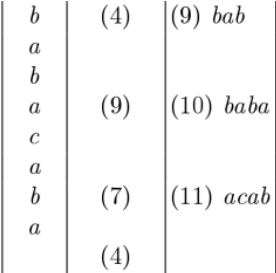 b (4) (9) bab
a
b
a (9) (10) baba
c
a
b (7) (11) acab
a
(4)